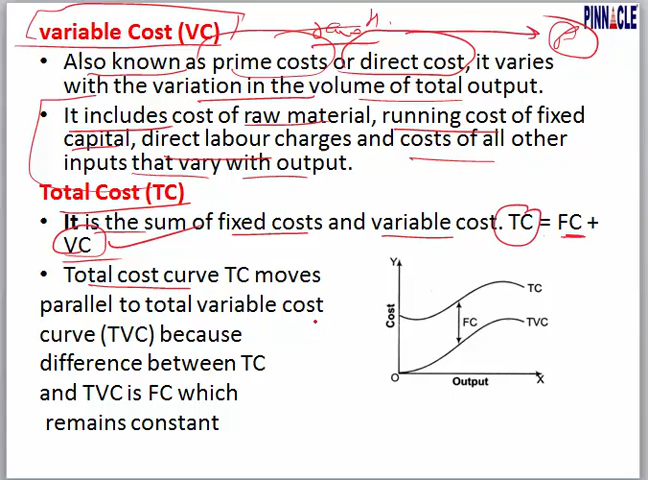 PINNACLE
variable Cost (VC)
• Also known as prime costs or direct cost, it varies
with the variation in the volume of total output.
• It includes cost of raw material, running cost of fixed
capital, direct labour charges and costs of all other
inputs that vary with output.
Total Cost (TC)
• It is the sum of fixed costs and variable cost. TC = FC +
VC
• Total cost curve TC moves
parallel to total variable cost
curve (TVC) because
difference between TC
and TVC is FC which
remains constant
Y
TC
Cost
FC
TVC
O
Output
X